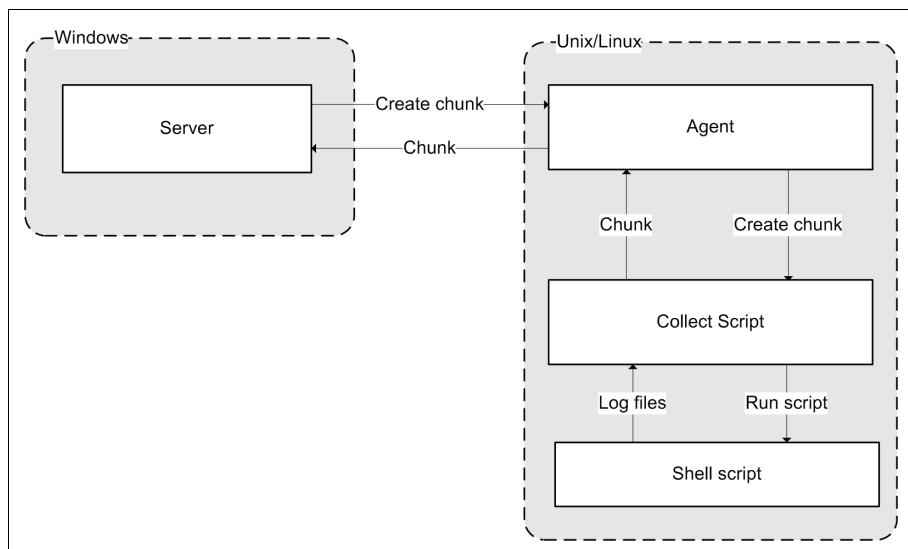 Windows
Unix/Linux
Server
Create chunk
Chunk
Agent
Chunk
Create chunk
Collect Script
Log files
Run script
Shell script